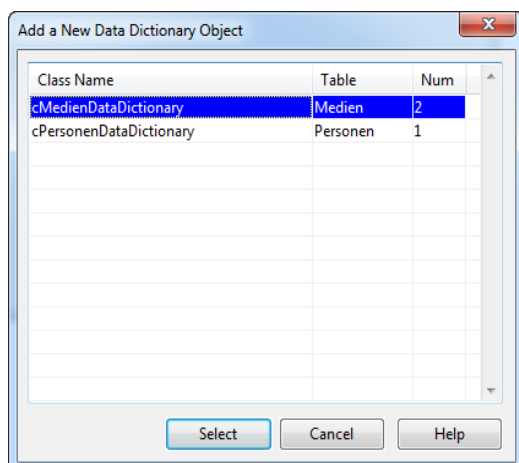 Add a New Data Dictionary Object
Class Name Table Num
cMedienDataDictionary Medien 2
cPersonenDataDictionary Personen 1
Select Cancel Help